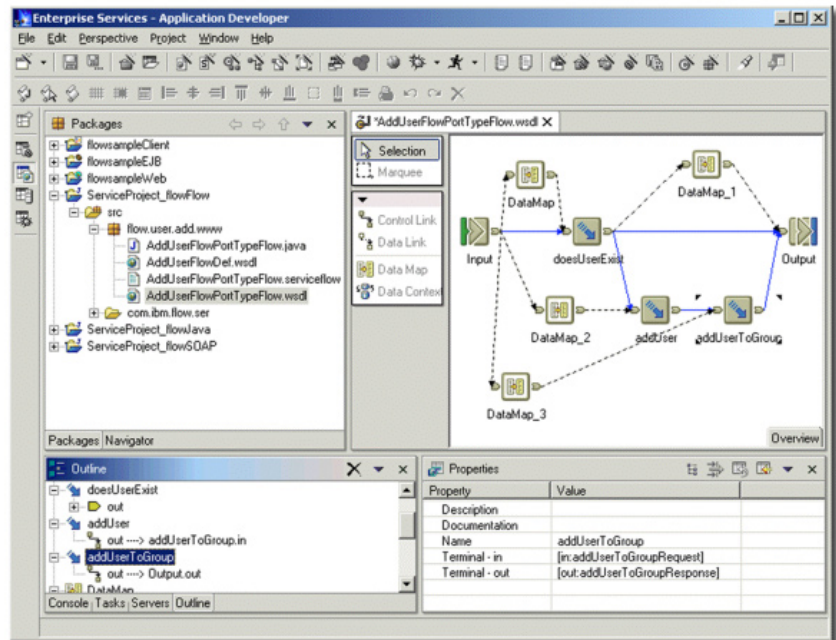 Enterprise Services - Application Developer
File Edit Perspective Project Window Help
Packages
flowsampleClient
flowsampleEJB
flowsampleWeb
ServiceProject_flowFlow
src
flow.user.add.www
AddUserFlowPortTypeFlow.java
AddUserFlowDef.wsdl
AddUserFlowPortTypeFlow.serviceflow
AddUserFlowPortTypeFlow.wsdl
com.ibm.flow.ser
ServiceProject_flowJava
ServiceProject_flowSOAP
Packages Navigator
*AddUserFlowPortTypeFlow.wsdl
Selection
Marquee
Control Link
Data Link
Data Map
Data Context
DataMap
DataMap_1
Input
doesUserExist
Output
DataMap_2
addUser
addUserToGroup
DataMap_3
Overview
Outline
doesUserExist
out
addUser
out ----> addUserToGroup.in
addUserToGroup
out ----> Output.out
DataMap
Console Tasks Servers Outline
Properties
Property Value
Description
Documentation
Name addUserToGroup
Terminal - in [in:addUserToGroupRequest]
Terminal - out [out:addUserToGroupResponse]